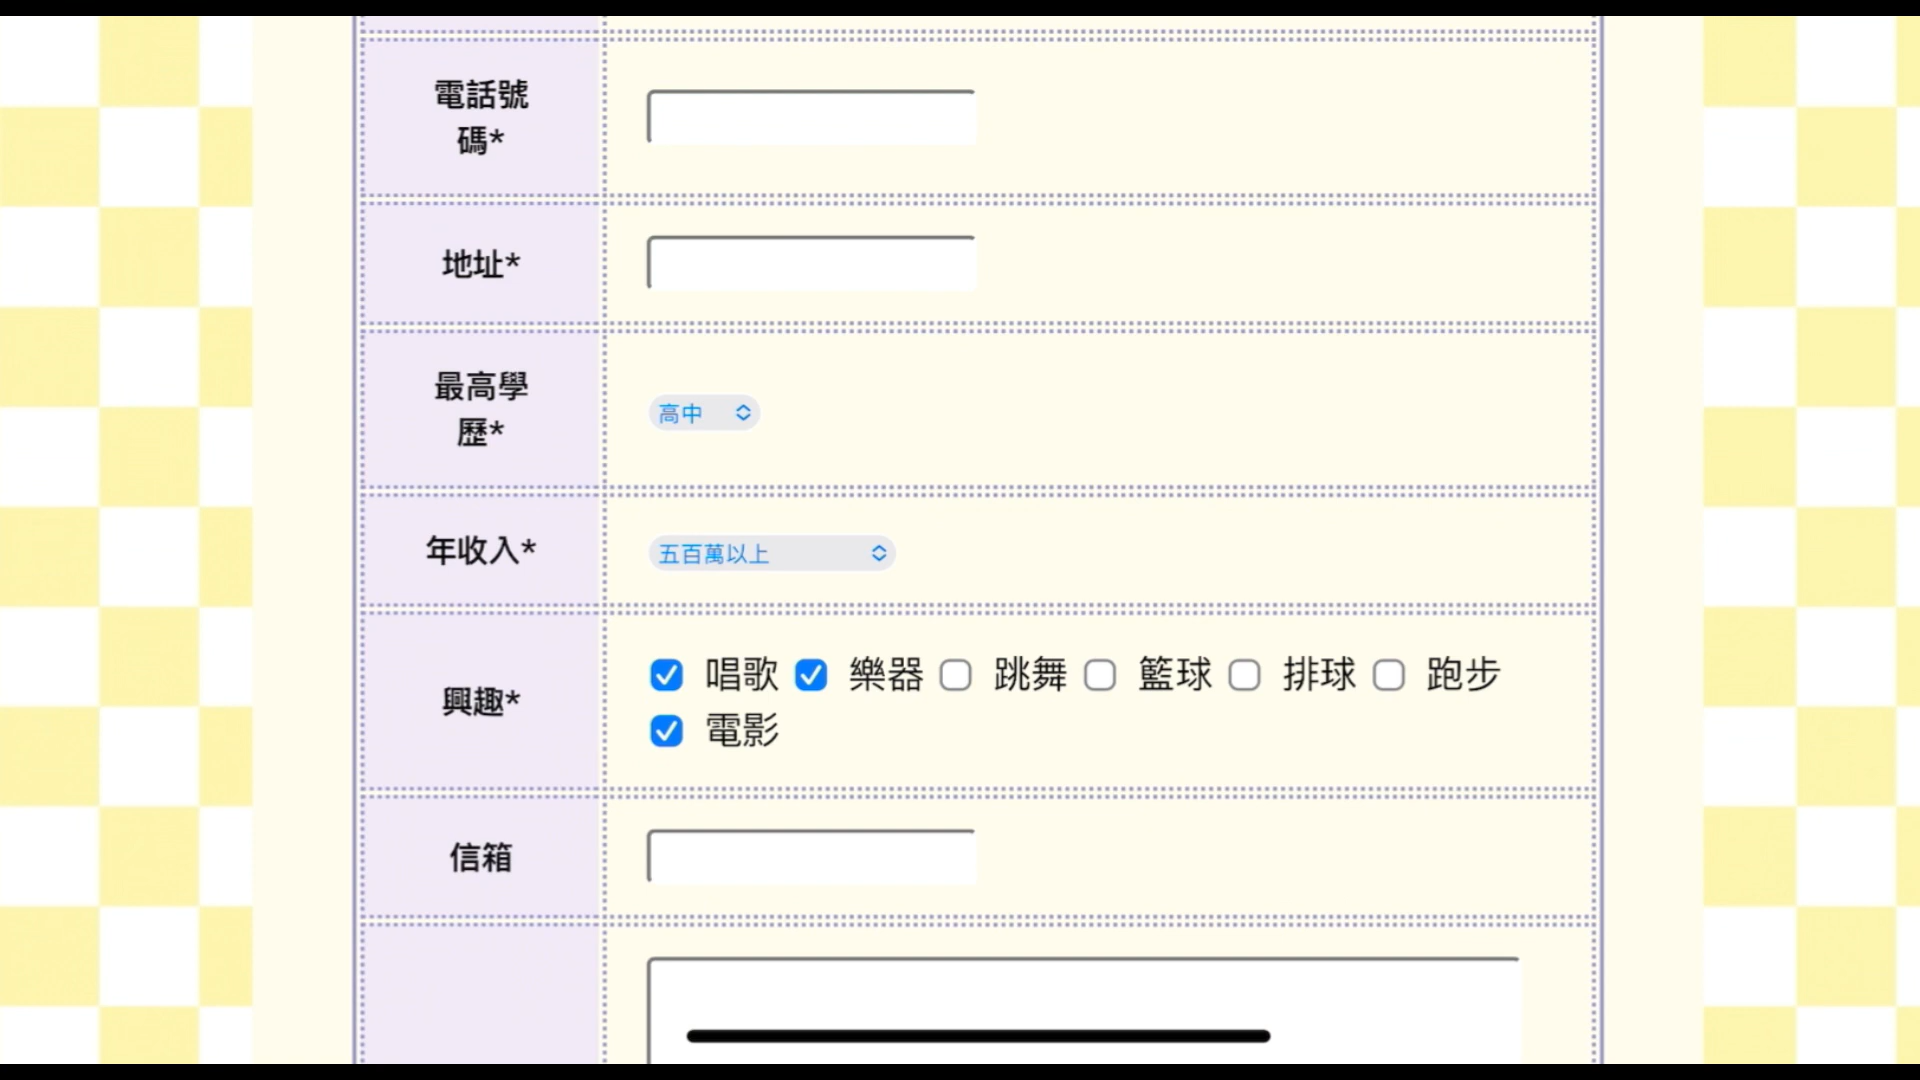 電話號
碼*
地址*
最高學
歷*
高中
年收入*
五百萬以上
興趣*
唱歌 樂器 跳舞 籃球 排球 跑步
電影
信箱